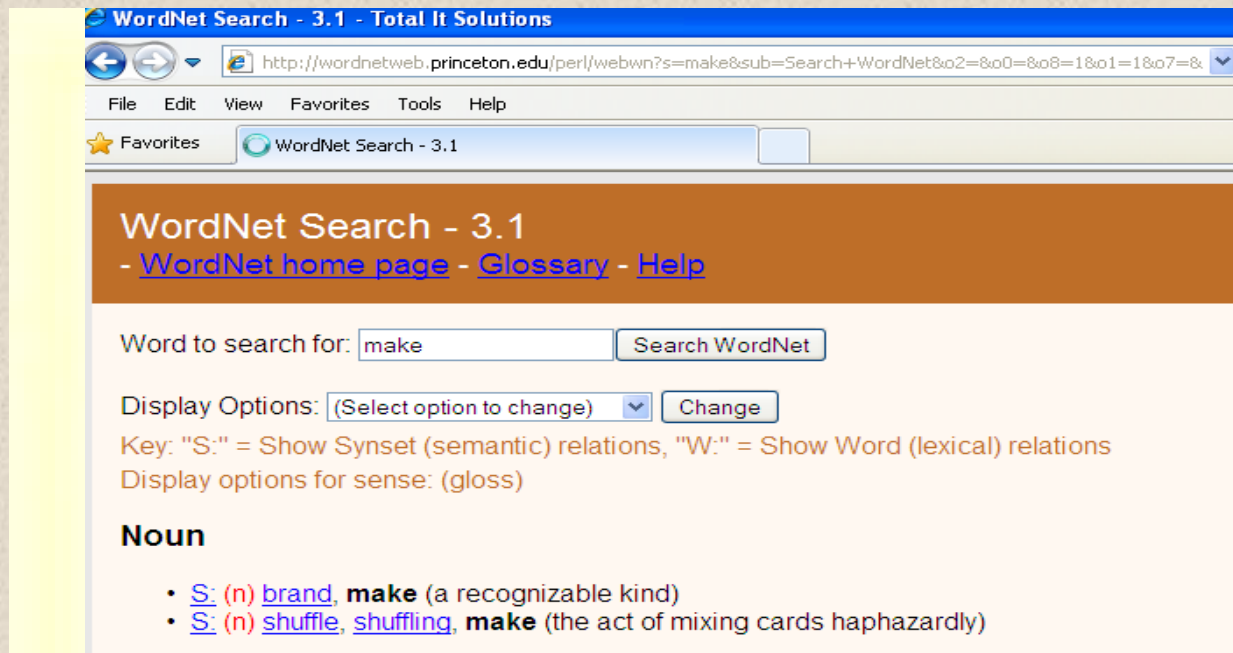 WordNet Search - 3.1 - Total It Solutions
http://wordnetweb.princeton.edu/perl/webwn?s=make&sub=Search+WordNet&o2=&o0=&o8=1&o1=1&o7=&
File Edit View Favorites Tools Help
Favorites WordNet Search - 3.1
WordNet Search - 3.1
- WordNet home page - Glossary - Help
Word to search for: make Search WordNet
Display Options: (Select option to change) Change
Key: "S:" = Show Synset (semantic) relations, "W:" = Show Word (lexical) relations
Display options for sense: (gloss)
Noun
• S: (n) brand, make (a recognizable kind)
• S: (n) shuffle, shuffling, make (the act of mixing cards haphazardly)